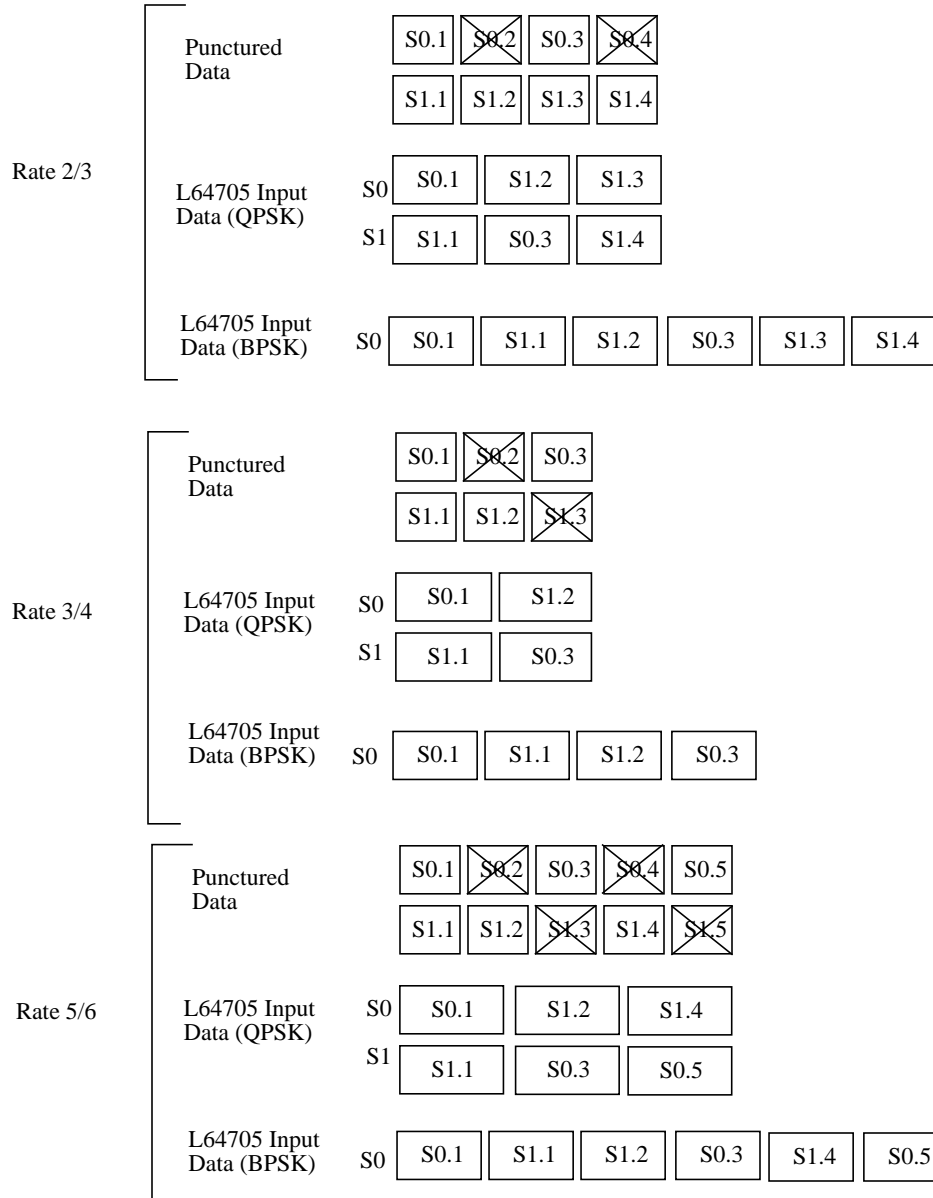 Rate 2/3
Punctured
Data
S0.1 S0.2 S0.3 S0.4
S1.1 S1.2 S1.3 S1.4
L64705 Input
Data (QPSK)
S0 S0.1 S1.2 S1.3
S1 S1.1 S0.3 S1.4
L64705 Input
Data (BPSK)
S0 S0.1 S1.1 S1.2 S0.3 S1.3 S1.4
Rate 3/4
Punctured
Data
S0.1 S0.2 S0.3
S1.1 S1.2 S1.3
L64705 Input
Data (QPSK)
S0 S0.1 S1.2
S1 S1.1 S0.3
L64705 Input
Data (BPSK)
S0 S0.1 S1.1 S1.2 S0.3
Rate 5/6
Punctured
Data
S0.1 S0.2 S0.3 S0.4 S0.5
S1.1 S1.2 S1.3 S1.4 S1.5
L64705 Input
Data (QPSK)
S0 S0.1 S1.2 S1.4
S1 S1.1 S0.3 S0.5
L64705 Input
Data (BPSK)
S0 S0.1 S1.1 S1.2 S0.3 S1.4 S0.5